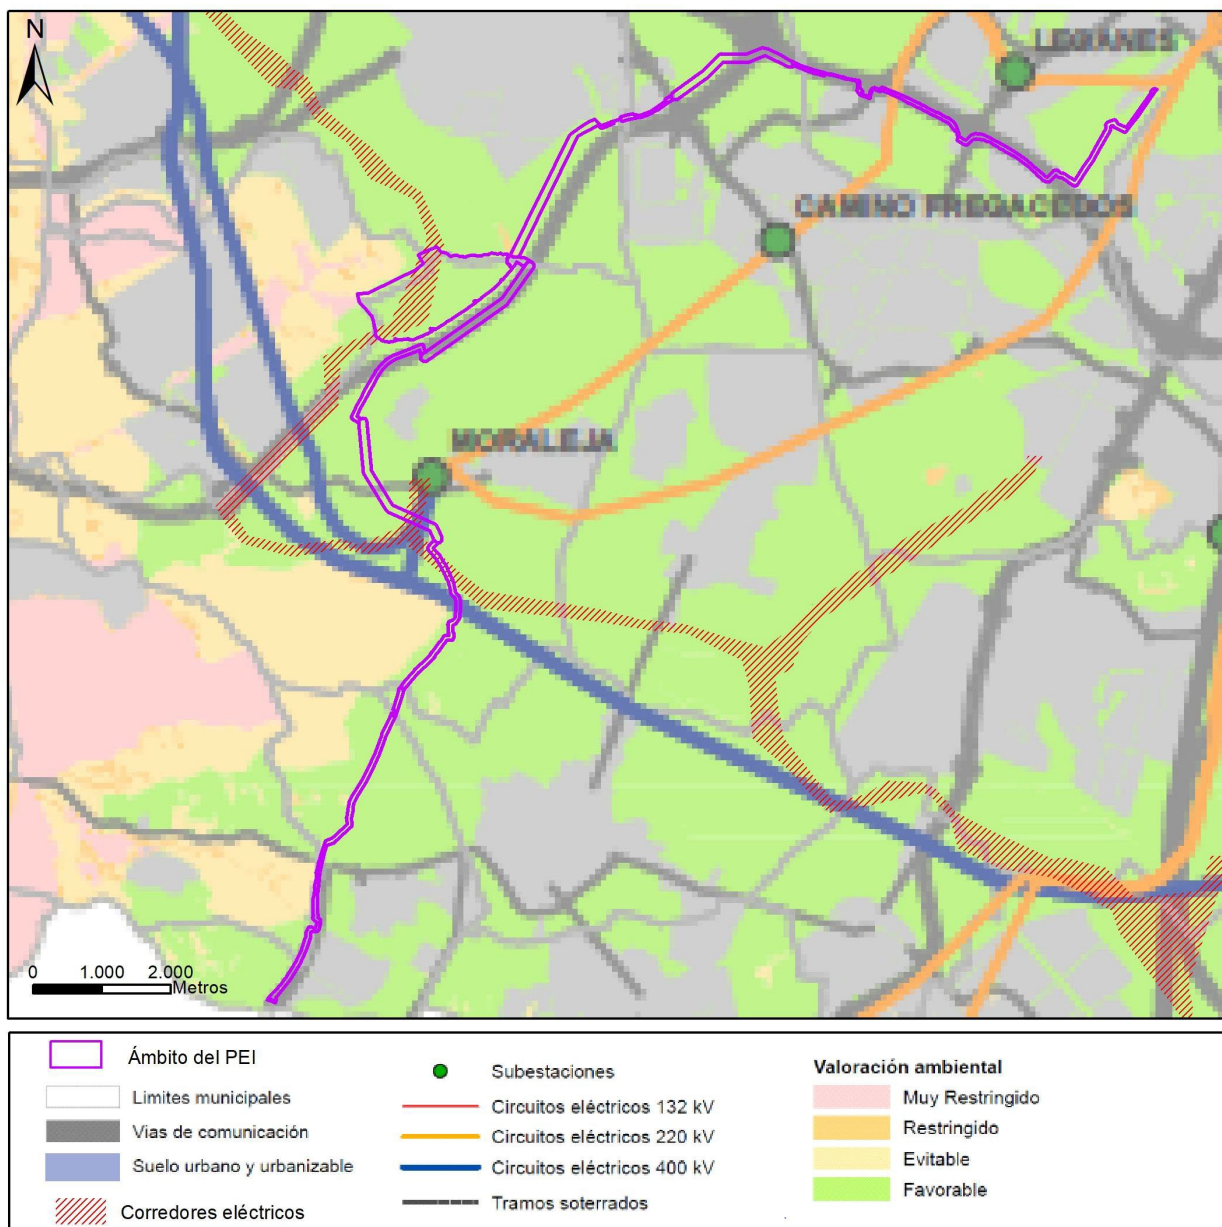 N
LEGANES
CAMINO FREGACEDOS
MORALEJA
0 1.000 2.000
Metros
Ámbito del PEI
Limites municipales
Vias de comunicación
Suelo urbano y urbanizable
Corredores eléctricos
Subestaciones
Circuitos eléctricos 132 kV
Circuitos eléctricos 220 kV
Circuitos eléctricos 400 kV
Tramos soterrados
Valoración ambiental
Muy Restringido
Restringido
Evitable
Favorable